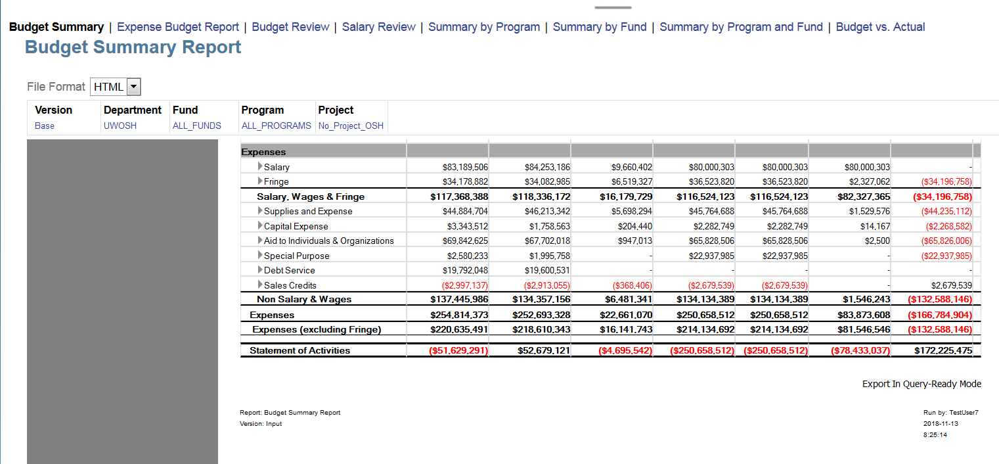 Budget Summary | Expense Budget Report | Budget Review | Salary Review | Summary by Program | Summary by Fund | Summary by Program and Fund | Budget vs. Actual
Budget Summary Report
File Format HTML
Version Department Fund Program Project
Base UWOSH ALL_FUNDS ALL_PROGRAMS No_Project_OSH
Expenses
Salary $83,189,506 $84,253,186 $9,660,402 $80,000,303 $80,000,303 $80,000,303 -
Fringe $34,178,882 $34,082,985 $6,519,327 $36,523,820 $36,523,820 $2,327,062 ($34,196,758)
Salary, Wages & Fringe $117,368,388 $118,336,172 $16,179,729 $116,524,123 $116,524,123 $82,327,365 ($34,196,758)
Supplies and Expense $44,884,704 $46,213,342 $5,698,294 $45,764,688 $45,764,688 $1,529,576 ($44,235,112)
Capital Expense $3,343,512 $1,758,563 $204,440 $2,282,749 $2,282,749 $14,167 ($2,268,582)
Aid to Individuals & Organizations $69,842,625 $67,702,018 $947,013 $65,828,506 $65,828,506 $2,500 ($65,826,006)
Special Purpose $2,580,233 $1,995,758 - $22,937,985 $22,937,985 - ($22,937,985)
Debt Service $19,792,048 $19,600,531 - - - - -
Sales Credits ($2,997,137) ($2,913,055) ($368,406) ($2,679,539) ($2,679,539) - $2,679,539
Non Salary & Wages $137,445,986 $134,357,156 $6,481,341 $134,134,389 $134,134,389 $1,546,243 ($132,588,146)
Expenses $254,814,373 $252,693,328 $22,661,070 $250,658,512 $250,658,512 $83,873,608 ($166,784,904)
Expenses (excluding Fringe) $220,635,491 $218,610,343 $16,141,743 $214,134,692 $214,134,692 $81,546,546 ($132,588,146)
Statement of Activities ($51,629,291) $52,679,121 ($4,695,542) ($250,658,512) ($250,658,512) ($78,433,037) $172,225,475
Export In Query-Ready Mode
Report: Budget Summary Report Run by: TestUser7
Version: Input 2018-11-13
8:25:14